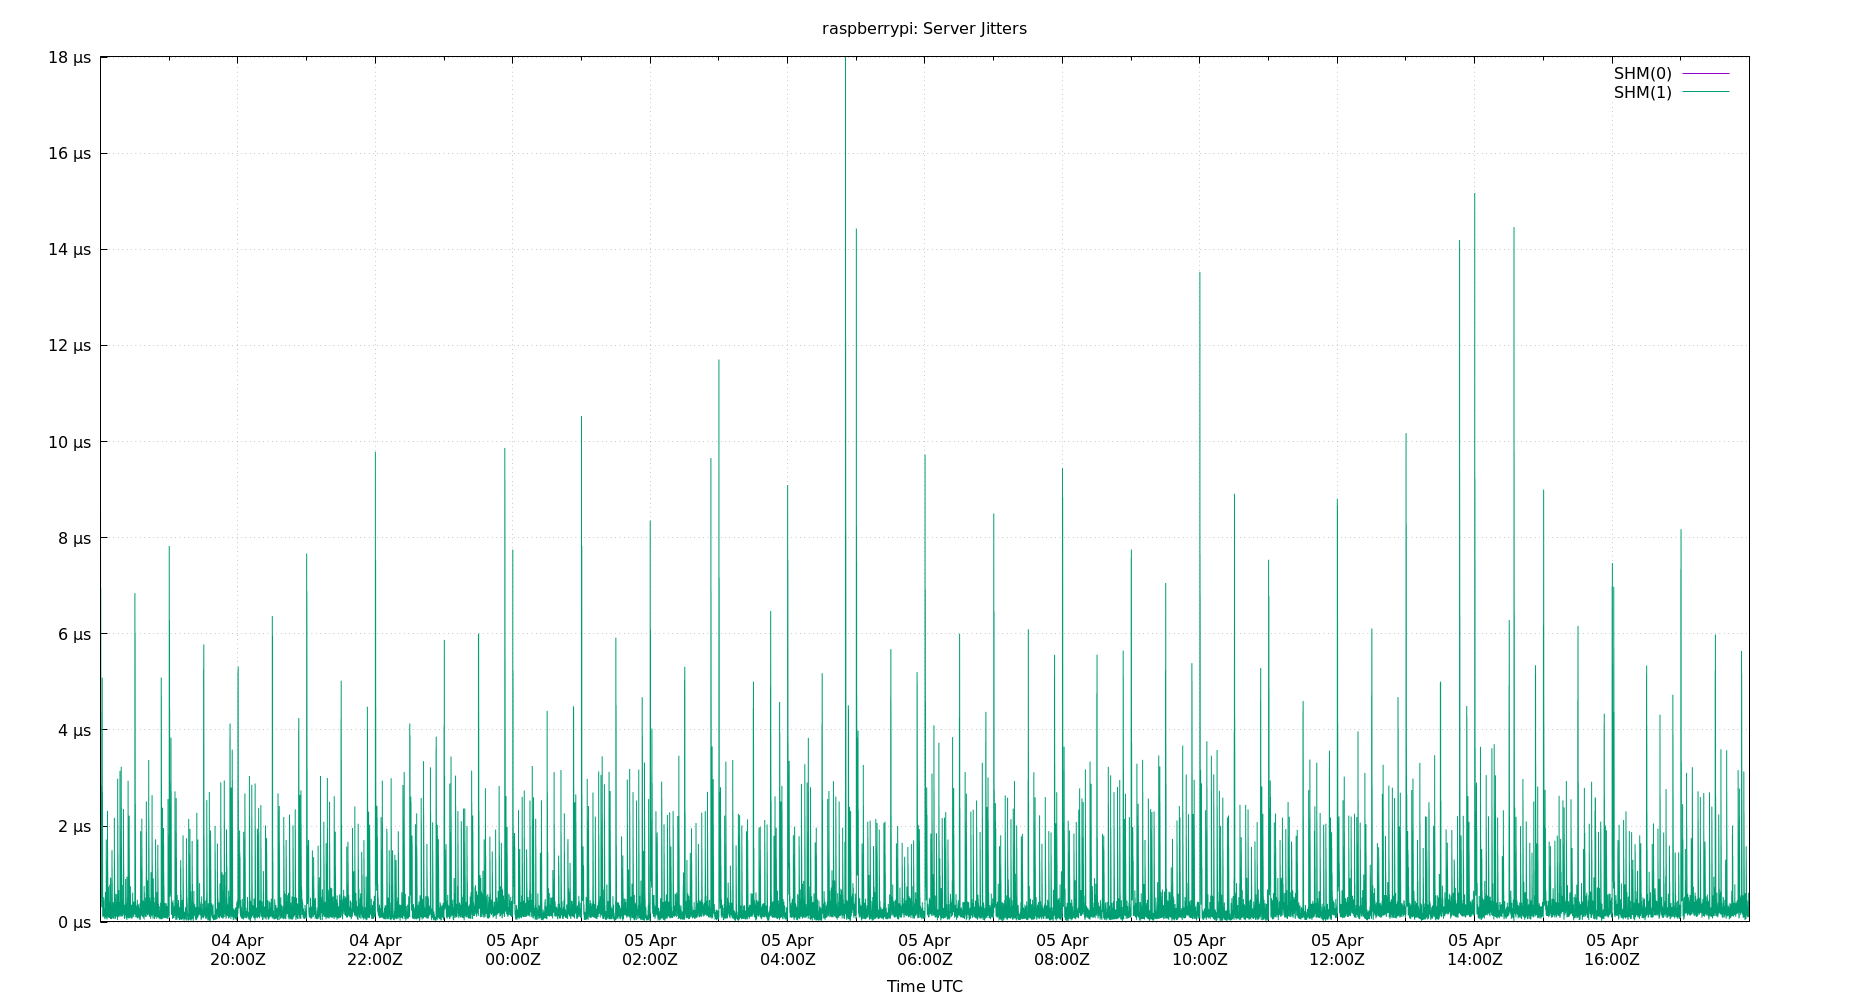 raspberrypi: Server Jitters
SHM(0)
SHM(1)
18 µs
16 µs
14 µs
12 µs
10 µs
8 µs
6 µs
4 µs
2 µs
0 µs
04 Apr 04 Apr 05 Apr 05 Apr 05 Apr 05 Apr 05 Apr 05 Apr 05 Apr 05 Apr 05 Apr
20:00Z 22:00Z 00:00Z 02:00Z 04:00Z 06:00Z 08:00Z 10:00Z 12:00Z 14:00Z 16:00Z
Time UTC